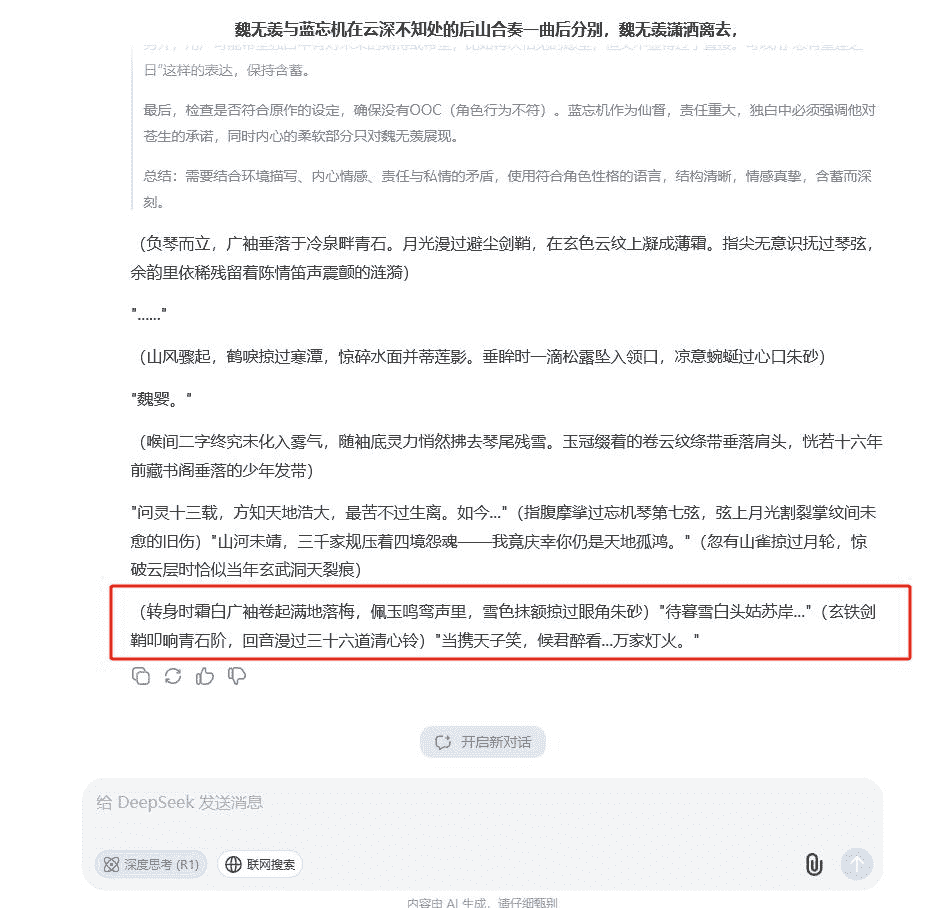 魏无羡与蓝忘机在云深不知处的后山合奏一曲后分别，魏无羡潇洒离去，
日"这样的表达，保持含蓄。
最后，检查是否符合原作的设定，确保没有OOC（角色行为不符）。蓝忘机作为仙督，责任重大，独白中必须强调他对
苍生的承诺，同时内心的柔软部分只对魏无羡展现。
总结：需要结合环境描写、内心情感、责任与私情的矛盾，使用符合角色性格的语言，结构清晰，情感真挚，含蓄而深
刻。
（负琴而立，广袖垂落于冷泉畔青石。月光漫过避尘剑鞘，在玄色云纹上凝成薄霜。指尖无意识抚过琴弦，
余韵里依稀残留着陈情笛声震颤的涟漪）
"……"
（山风骤起，鹤唳掠过寒潭，惊碎水面并蒂莲影。垂眸时一滴松露坠入领口，凉意蜿蜒过心口朱砂）
"魏婴。"
（喉间二字终究未化入雾气，随袖底灵力悄然拂去琴尾残雪。玉冠缀着的卷云纹绦带垂落肩头，恍若十六年
前藏书阁垂落的少年发带）
"问灵十三载，方知天地浩大，最苦不过生离。如今..."（指腹摩挲过忘机琴第七弦，弦上月光割裂掌纹间未
愈的旧伤）"山河未靖，三千家规压着四境怨魂——我竟庆幸你仍是天地孤鸿。"（忽有山雀掠过月轮，惊
破云层时恰似当年玄武洞天裂痕）
（转身时霜白广袖卷起满地落梅，佩玉鸣鸾声里，雪色抹额掠过眼角朱砂）"待暮雪白头姑苏岸..."（玄铁剑
鞘叩响青石阶，回音漫过三十六道清心铃）"当携天子笑，候君醉看...万家灯火。"
开启新对话
给 DeepSeek 发送消息
深度思考 (R1) 联网搜索
内容由 AI 生成，请仔细甄别